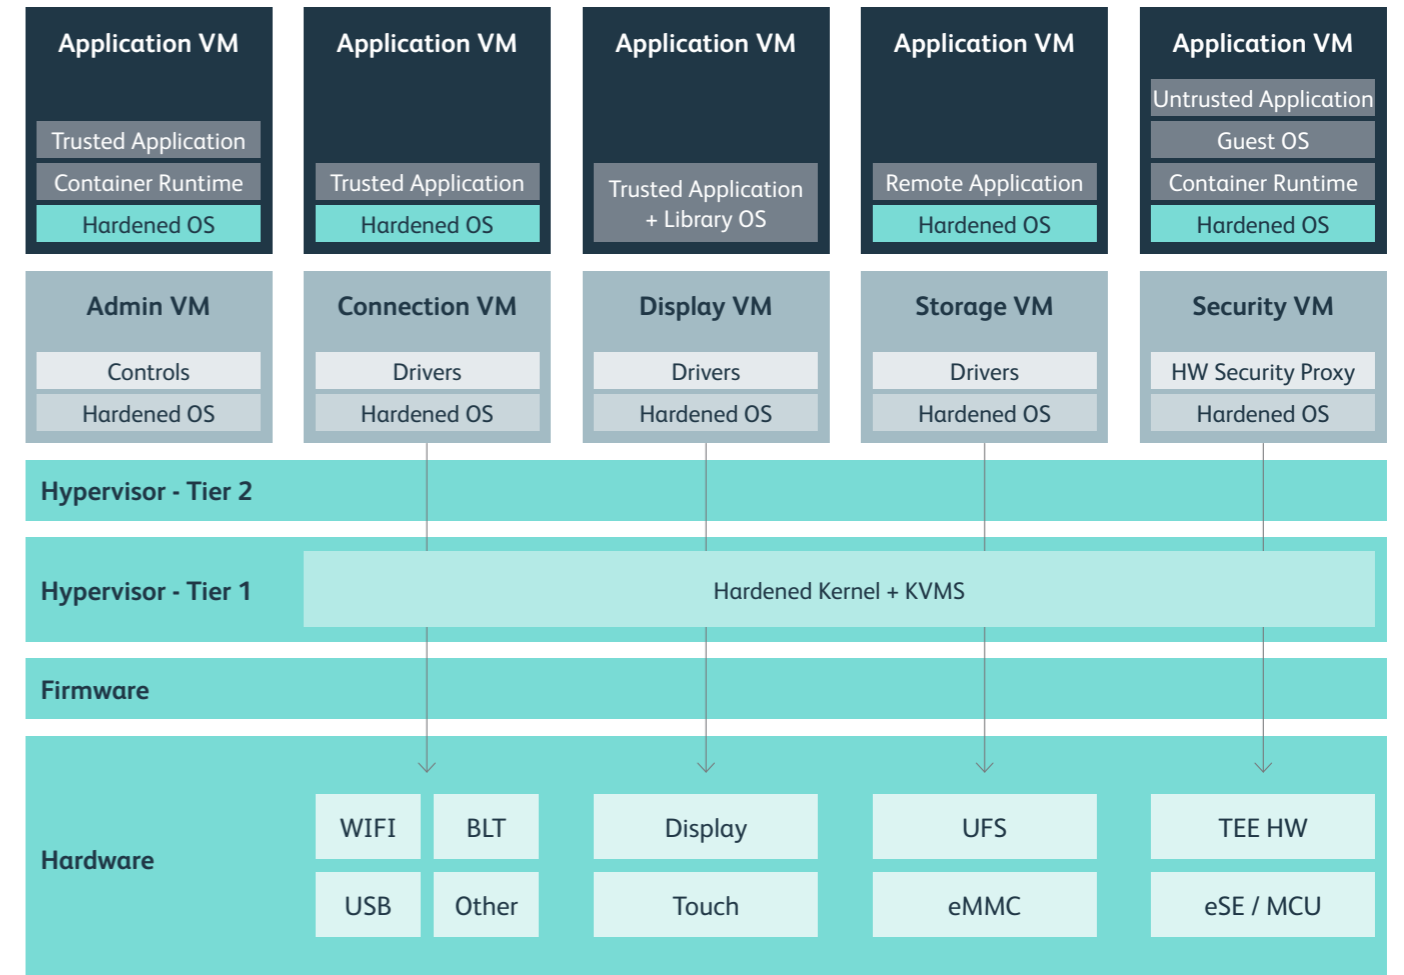 Application VM
Trusted Application
Container Runtime
Hardened OS
Application VM
Trusted Application
Hardened OS
Application VM
Trusted Application
+ Library OS
Application VM
Remote Application
Hardened OS
Application VM
Untrusted Application
Guest OS
Container Runtime
Hardened OS
Admin VM
Controls
Hardened OS
Connection VM
Drivers
Hardened OS
Display VM
Drivers
Hardened OS
Storage VM
Drivers
Hardened OS
Security VM
HW Security Proxy
Hardened OS
Hypervisor - Tier 2
Hypervisor - Tier 1
Hardened Kernel + KVMS
Firmware
Hardware
WIFI
BLT
USB
Other
Display
Touch
UFS
eMMC
TEE HW
eSE / MCU